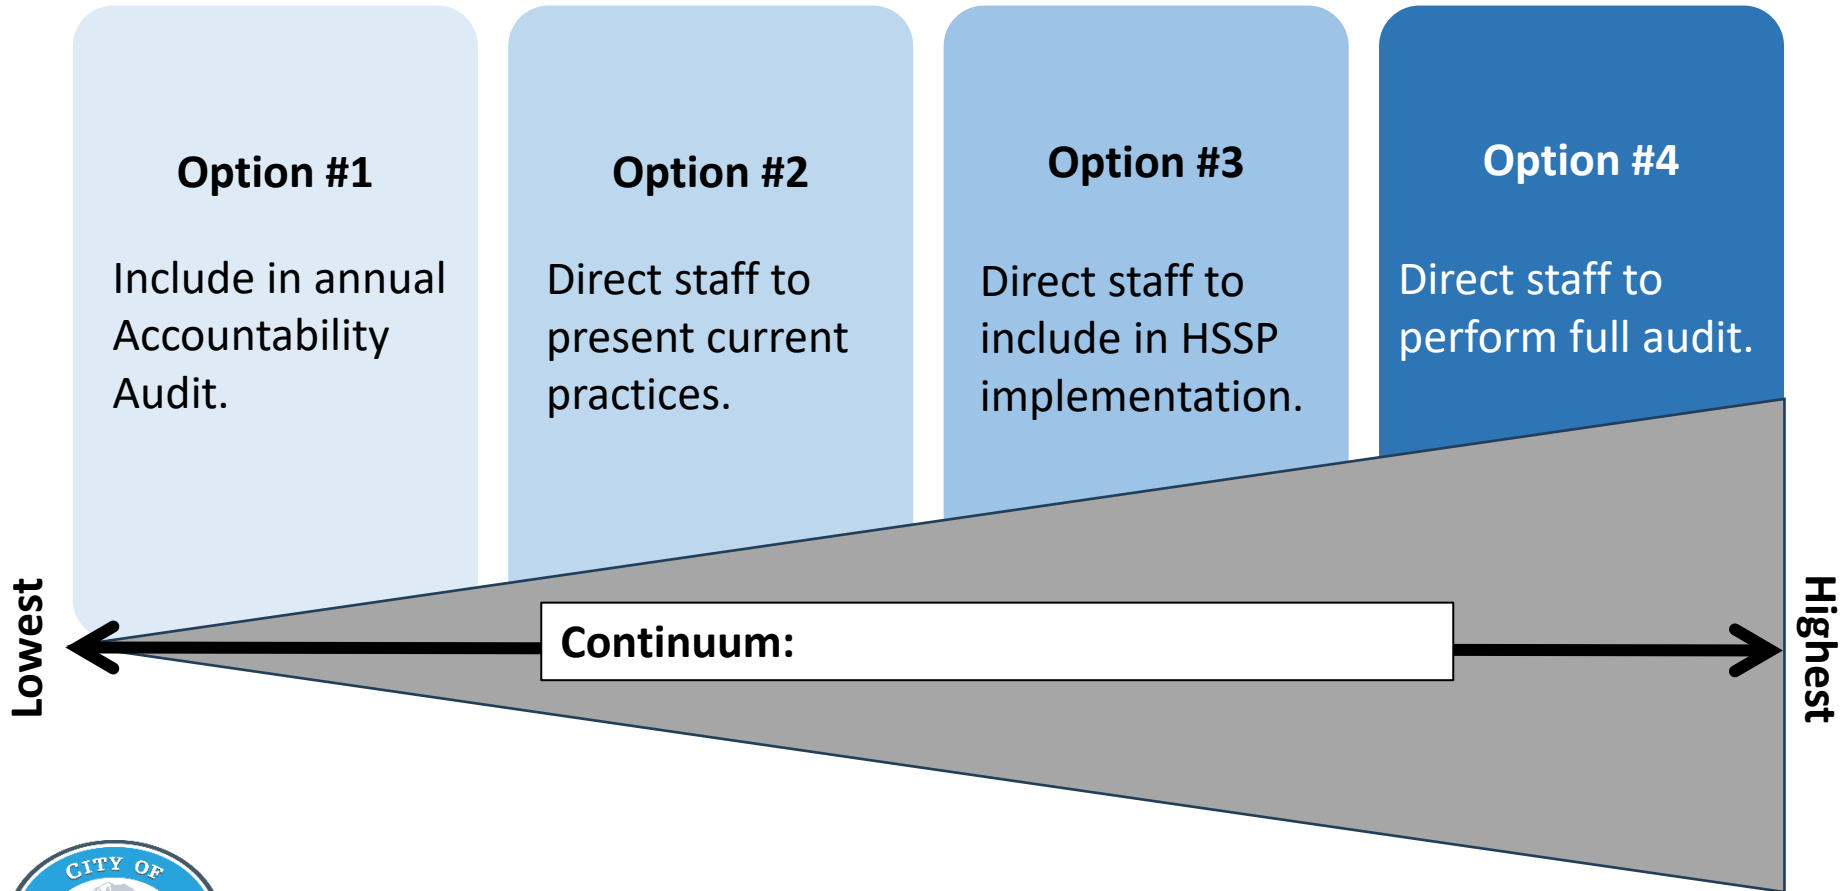 Option #1
Include in annual
Accountability
Audit.
Option #2
Direct staff to
present current
practices.
Option #3
Direct staff to
include in HSSP
implementation.
Option #4
Direct staff to
perform full audit.
Lowest
Continuum:
Highest
CITY OF